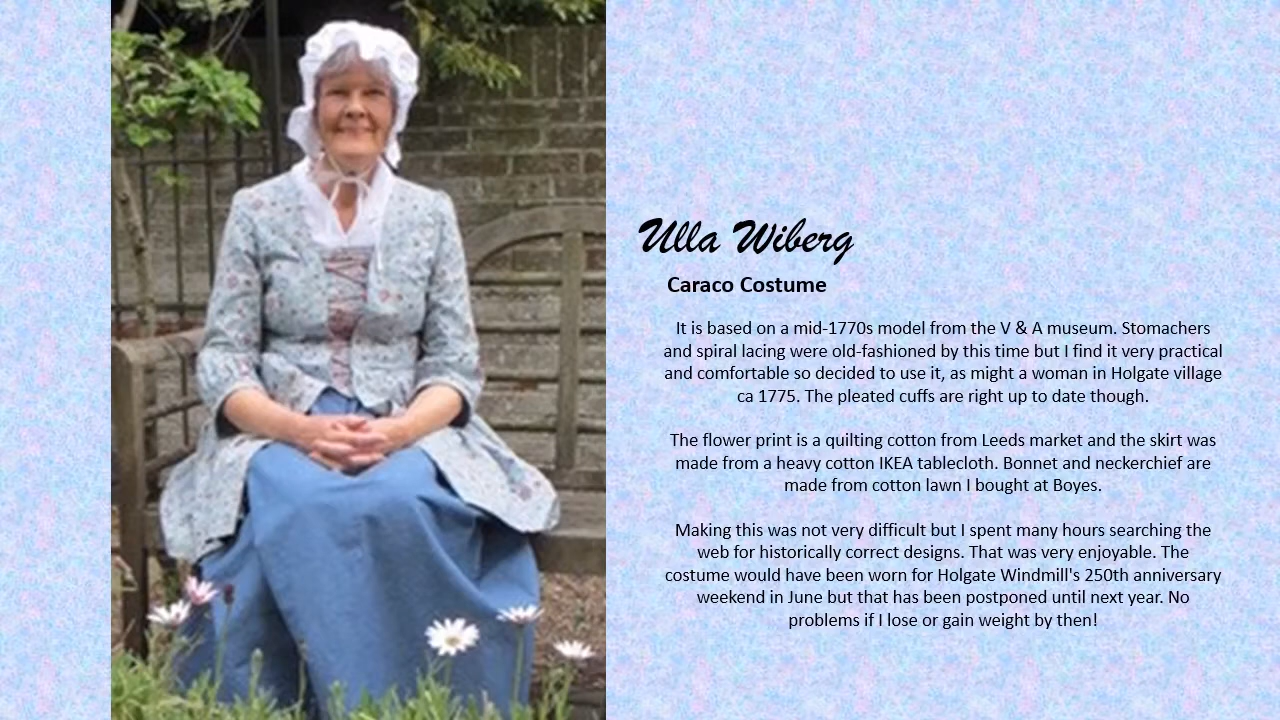 Ulla Wiberg
Caraco Costume
It is based on a mid-1770s model from the V & A museum. Stomachers
and spiral lacing were old-fashioned by this time but I find it very practical
and comfortable so decided to use it, as might a woman in Holgate village
ca 1775. The pleated cuffs are right up to date though.
The flower print is a quilting cotton from Leeds market and the skirt was
made from a heavy cotton IKEA tablecloth. Bonnet and neckerchief are
made from cotton lawn I bought at Boyes.
Making this was not very difficult but I spent many hours searching the
web for historically correct designs. That was very enjoyable. The
costume would have been worn for Holgate Windmill's 250th anniversary
weekend in June but that has been postponed until next year. No
problems if I lose or gain weight by then!